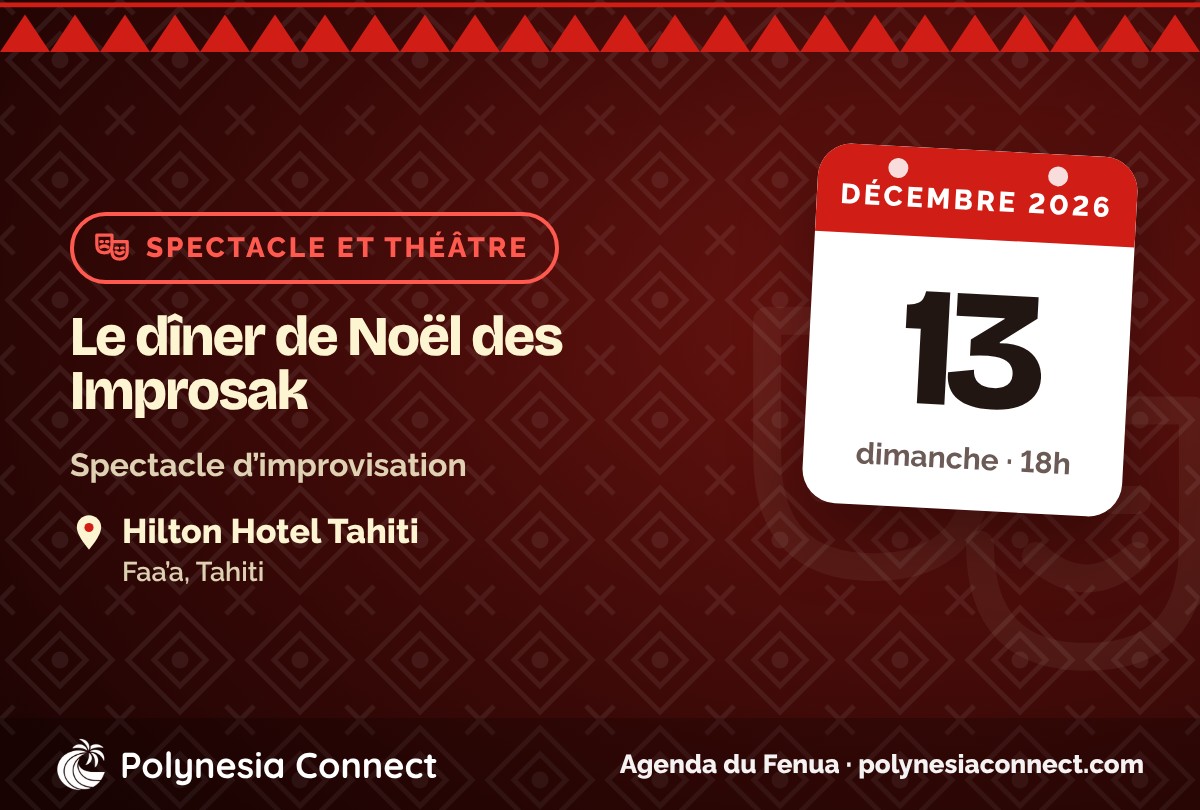 SPECTACLE ET THÉÂTRE
Le dîner de Noël des
Improsak
Spectacle d’improvisation
Hilton Hotel Tahiti
Faa’a, Tahiti
DÉCEMBRE 2026
13
dimanche · 18h
Polynesia Connect
Agenda du Fenua · polynesiaconnect.com